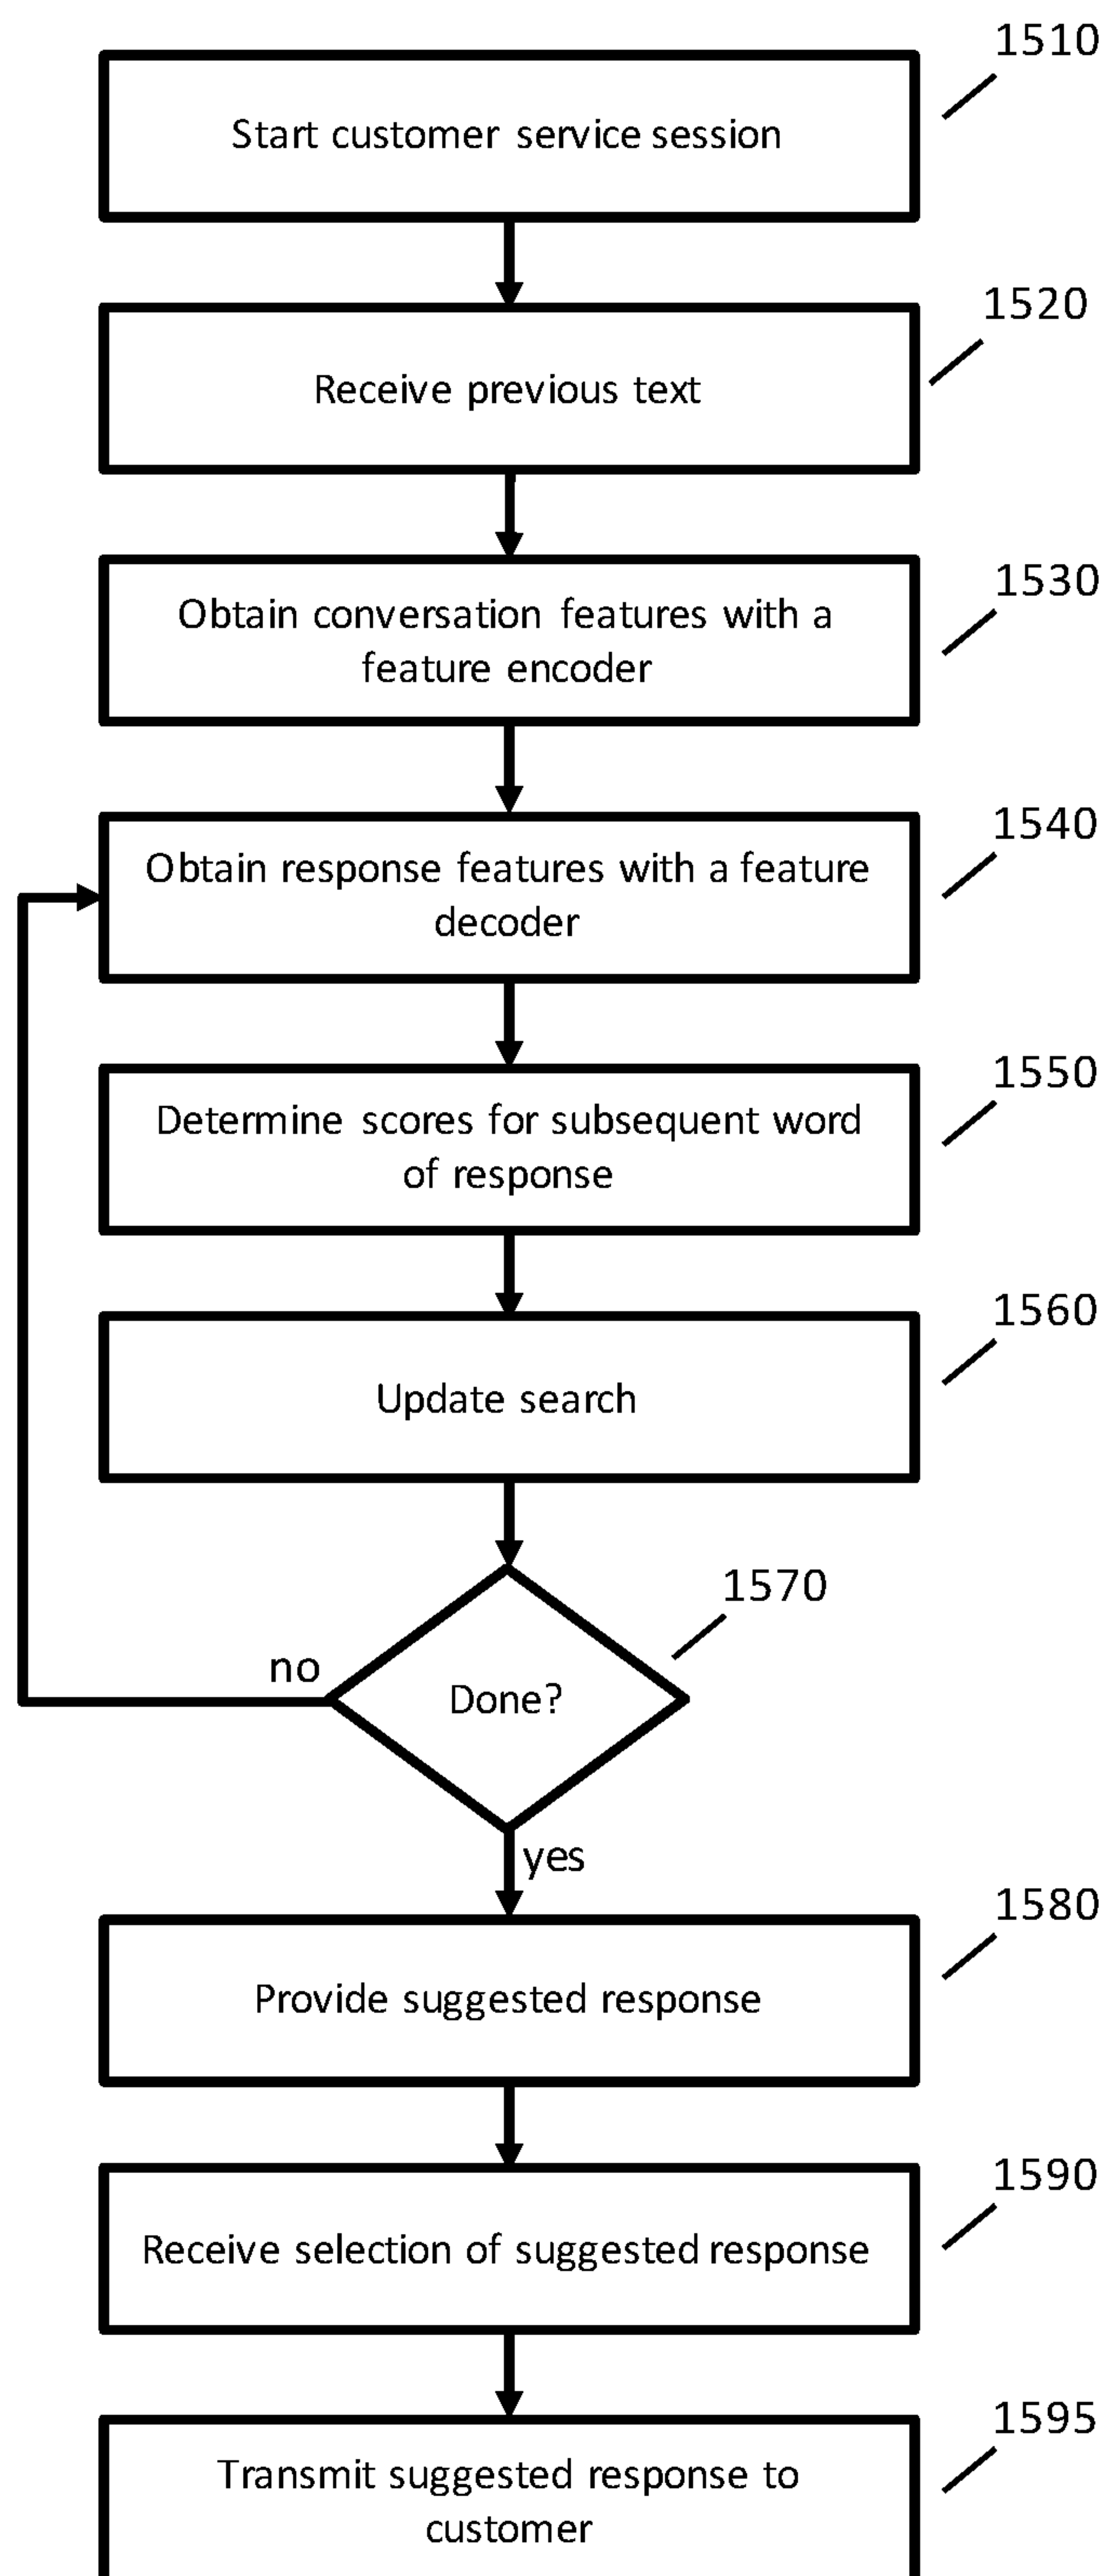 1510
Start customer service session
1520
Receive previous text
1530
Obtain conversation features with a
feature encoder
1540
Obtain response features with a feature
decoder
1550
Determine scores for subsequent word
of response
1560
Update search
1570
no
Done?
yes
1580
Provide suggested response
1590
Receive selection of suggested response
1595
Transmit suggested response to
customer